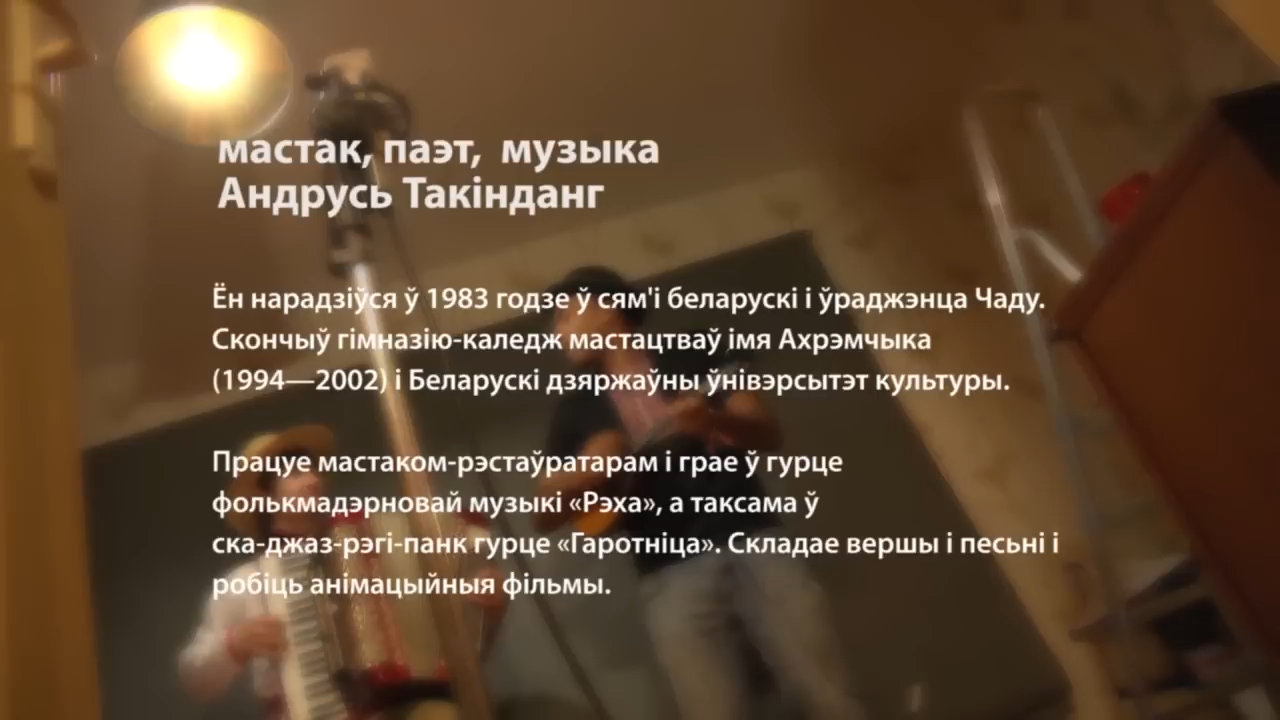 мастак, паэт, музыка
Андрусь Такінданг
Ён нарадзіўся ў 1983 годзе ў сям'і беларускі і ўраджэнца Чаду.
Скончыў гімназію-каледж мастацтваў імя Ахрэмчыка
(1994—2002) і Беларускі дзяржаўны ўнівэрсытэт культуры.
Працуе мастаком-рэстаўратарам і грае ў гурце
фолькмадэрновай музыкі «Рэха», а таксама ў
ска-джаз-рэгі-панк гурце «Гаротніца». Складае вершы і песьні і
робіць анімацыйныя фільмы.